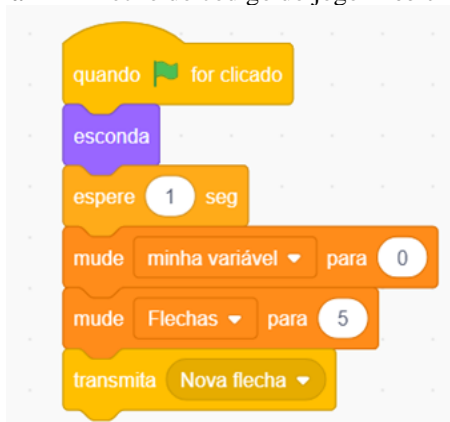 quando for clicado
esconda
espere 1 seg
mude minha variável para 0
mude Flechas para 5
transmita Nova flecha